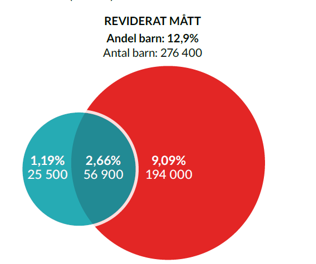 REVIDERAT MÅTT
Andel barn: 12,9%
Antal barn: 276 400
1,19% 2,66% 9,09%
25 500 56 900 194 000